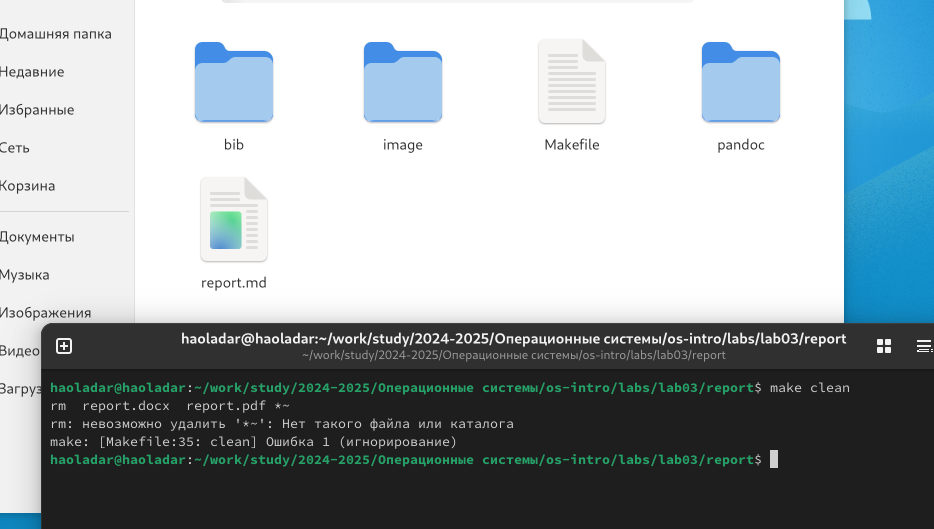 Домашняя папка
Недавние
Избранные
Сеть
Корзина
Документы
Музыка
Изображения
Видео
Загруз
bib
image
Makefile
pandoc
report.md
haoladar@haoladar:~/work/study/2024-2025/Операционные системы/os-intro/labs/lab03/report
~/work/study/2024-2025/Операционные системы/os-intro/labs/lab03/report
haoladar@haoladar:~/work/study/2024-2025/Операционные системы/os-intro/labs/lab03/report$ make clean
rm  report.docx  report.pdf *~
rm: невозможно удалить '*~': Нет такого файла или каталога
make: [Makefile:35: clean] Ошибка 1 (игнорирование)
haoladar@haoladar:~/work/study/2024-2025/Операционные системы/os-intro/labs/lab03/report$